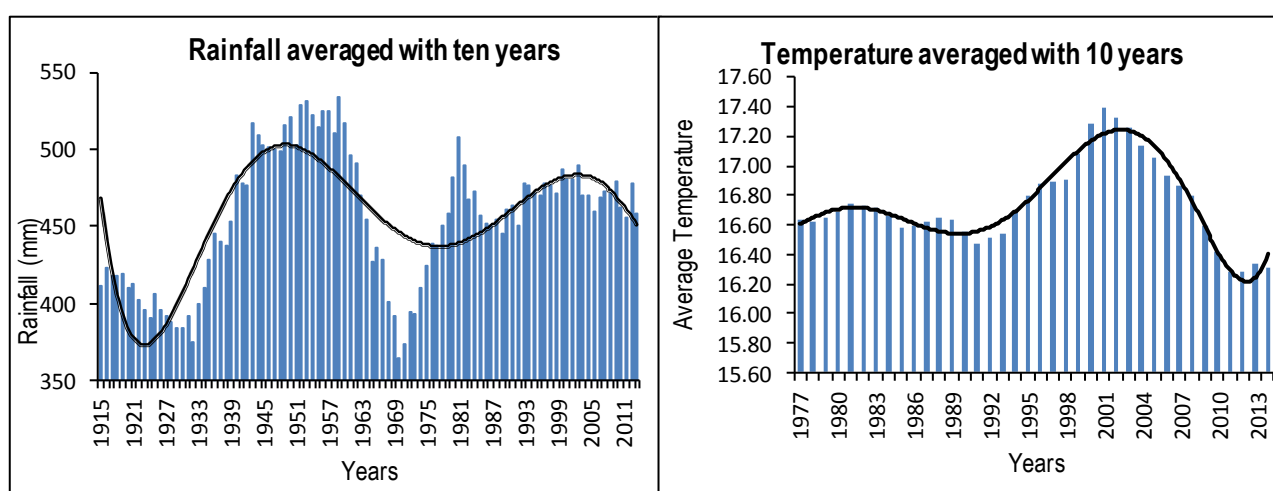 Rainfall averaged with ten years
Rainfall (mm)
550
500
450
400
350
1915 1921 1927 1933 1939 1945 1951 1957 1963 1969 1975 1981 1987 1993 1999 2005 2011
Years
Temperature averaged with 10 years
Average Temperature
17.60
17.40
17.20
17.00
16.80
16.60
16.40
16.20
16.00
15.80
15.60
1977 1980 1983 1986 1989 1992 1995 1998 2001 2004 2007 2010 2013
Years